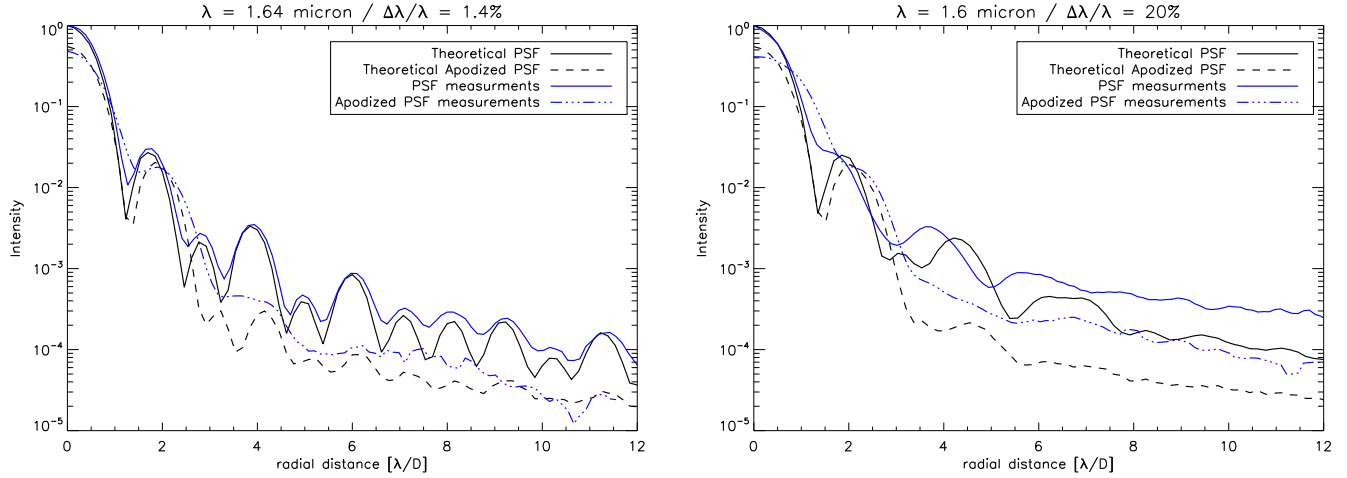 λ = 1.64 micron / Δλ/λ = 1.4%
10⁰
10⁻¹
10⁻²
10⁻³
10⁻⁴
10⁻⁵
Intensity
Theoretical PSF
Theoretical Apodized PSF
PSF measurments
Apodized PSF measurements
0 2 4 6 8 10 12
radial distance [λ/D]
λ = 1.6 micron / Δλ/λ = 20%
10⁰
10⁻¹
10⁻²
10⁻³
10⁻⁴
10⁻⁵
Intensity
Theoretical PSF
Theoretical Apodized PSF
PSF measurments
Apodized PSF measurements
0 2 4 6 8 10 12
radial distance [λ/D]